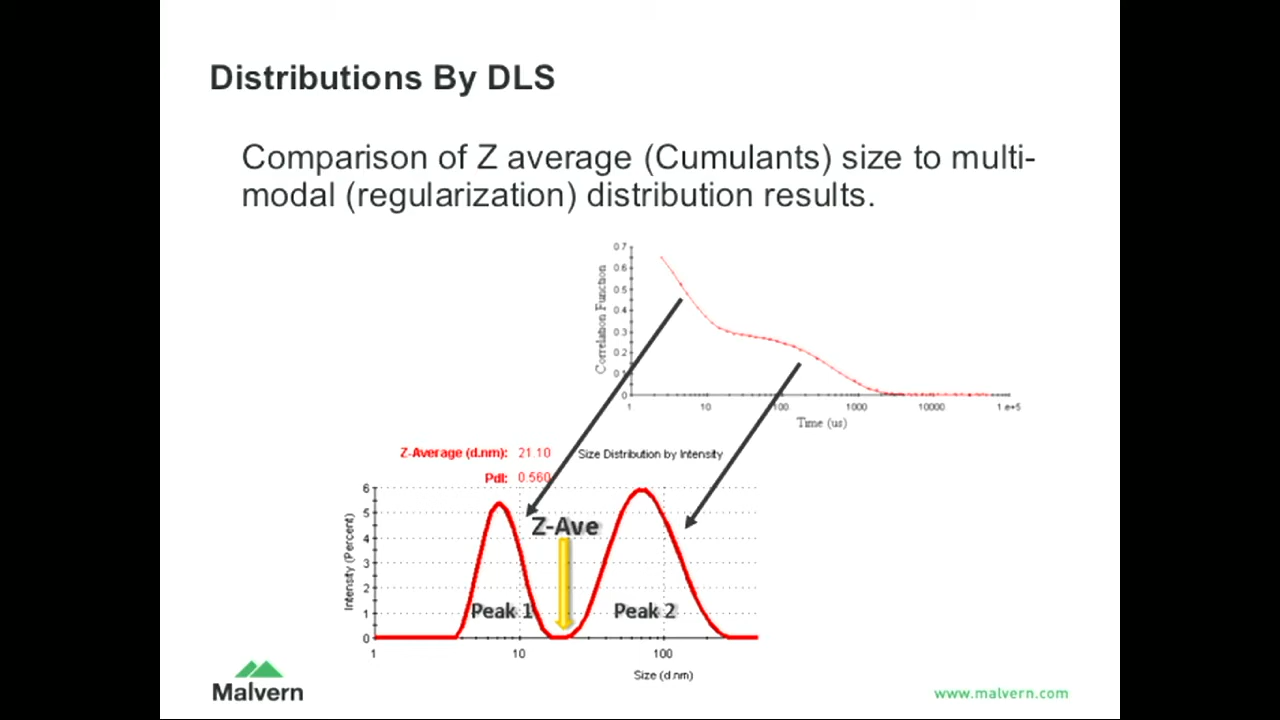 Distributions By DLS
Comparison of Z average (Cumulants) size to multi-
modal (regularization) distribution results.
0.7
0.6
0.5
0.4
0.3
0.2
0.1
0
Correlation Function
1 10 100 1000 10000 1.e+5
Time (us)
Z-Average (d.nm): 21.10
PdI: 0.560
Size Distribution by Intensity
6
5
4
3
2
1
0
Intensity (Percent)
Z-Ave
Peak 1 Peak 2
1 10 100
Size (d.nm)
Malvern
www.malvern.com